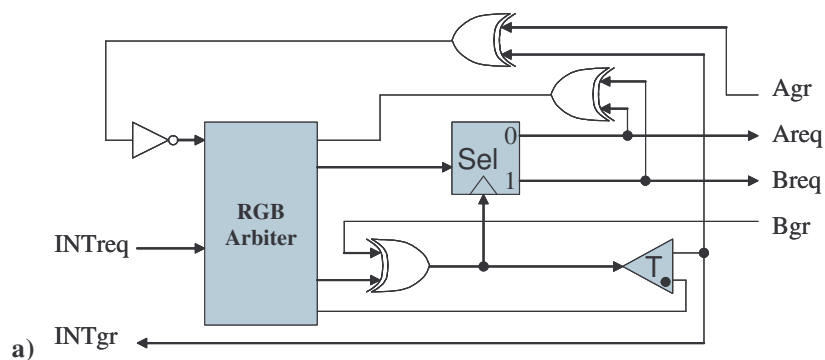 Agr
0
Areq
Sel
1
Breq
RGB
Arbiter
Bgr
INTreq
T
a)
INTgr